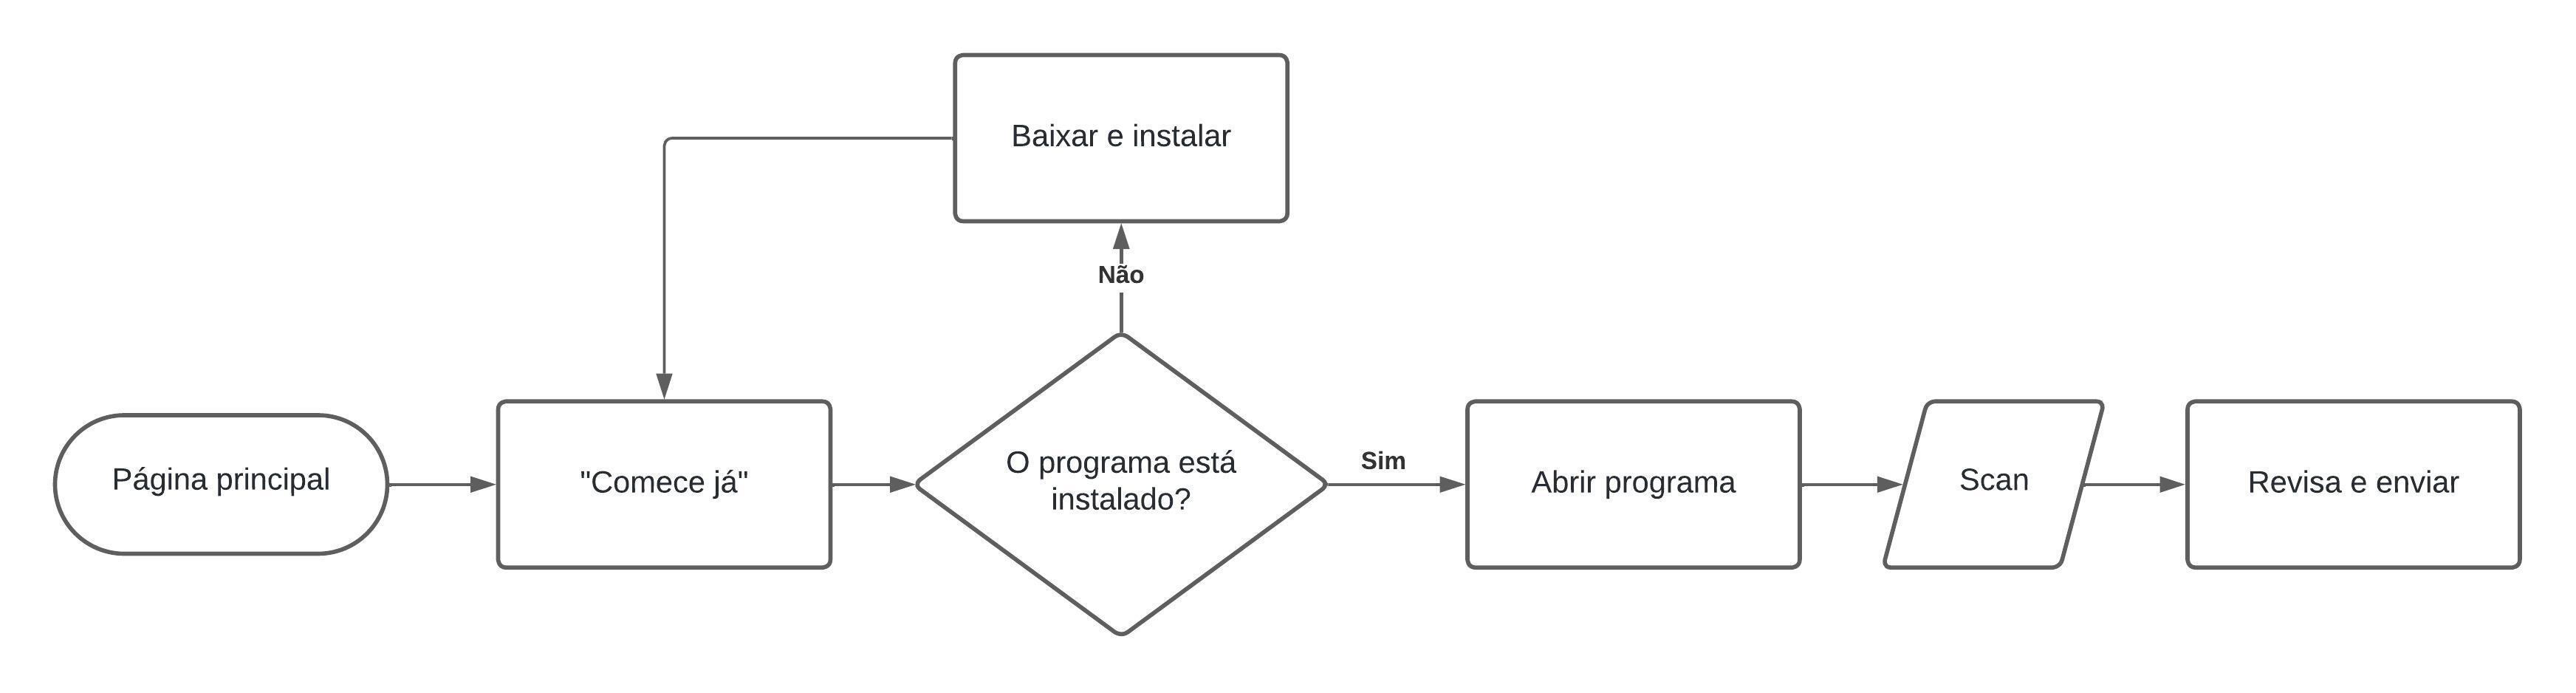 Baixar e instalar
Não
Página principal
"Comece já"
O programa está
instalado?
Sim
Abrir programa
Scan
Revisa e enviar